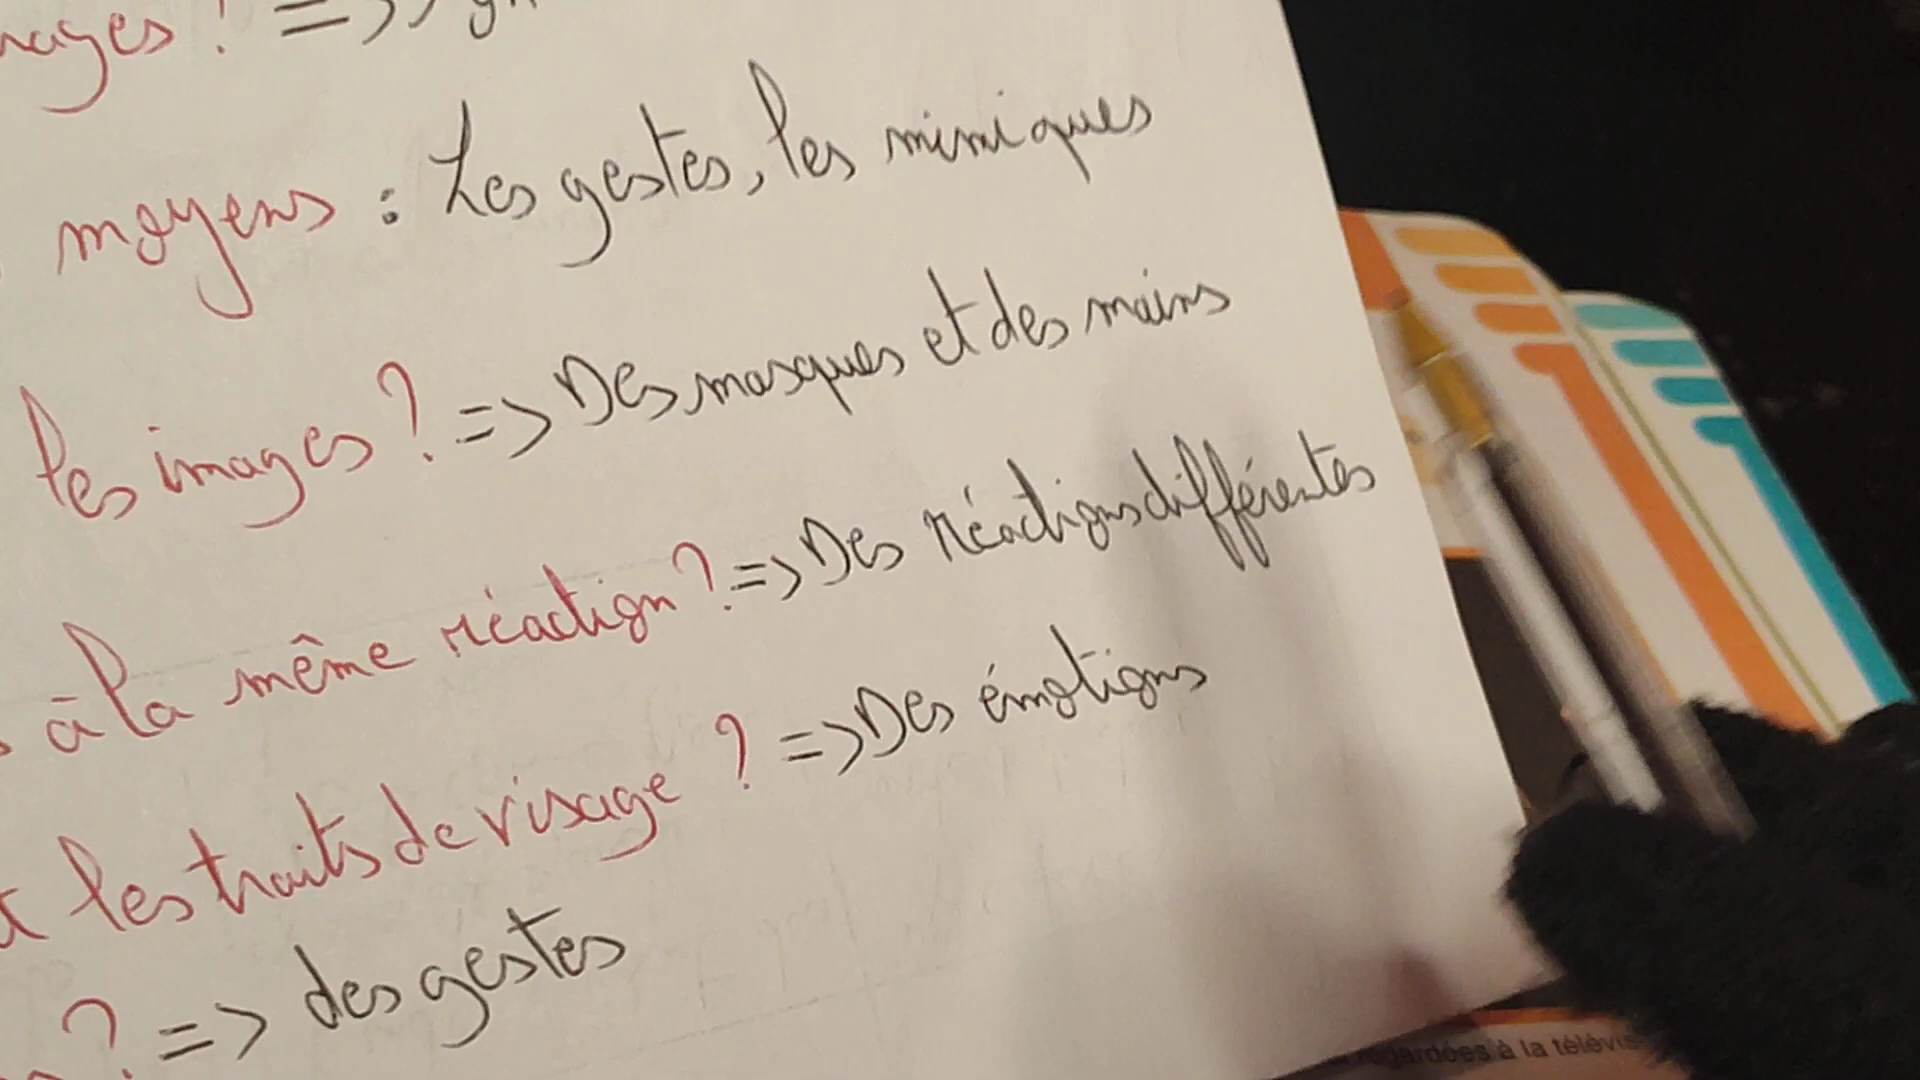 ! =>
moyens : Les gestes, les mimiques
les images ? => Des masques et des mains
à la même réaction ? => Des réactions différentes
les traits de visage ? => Des émotions
? => des gestes
à la